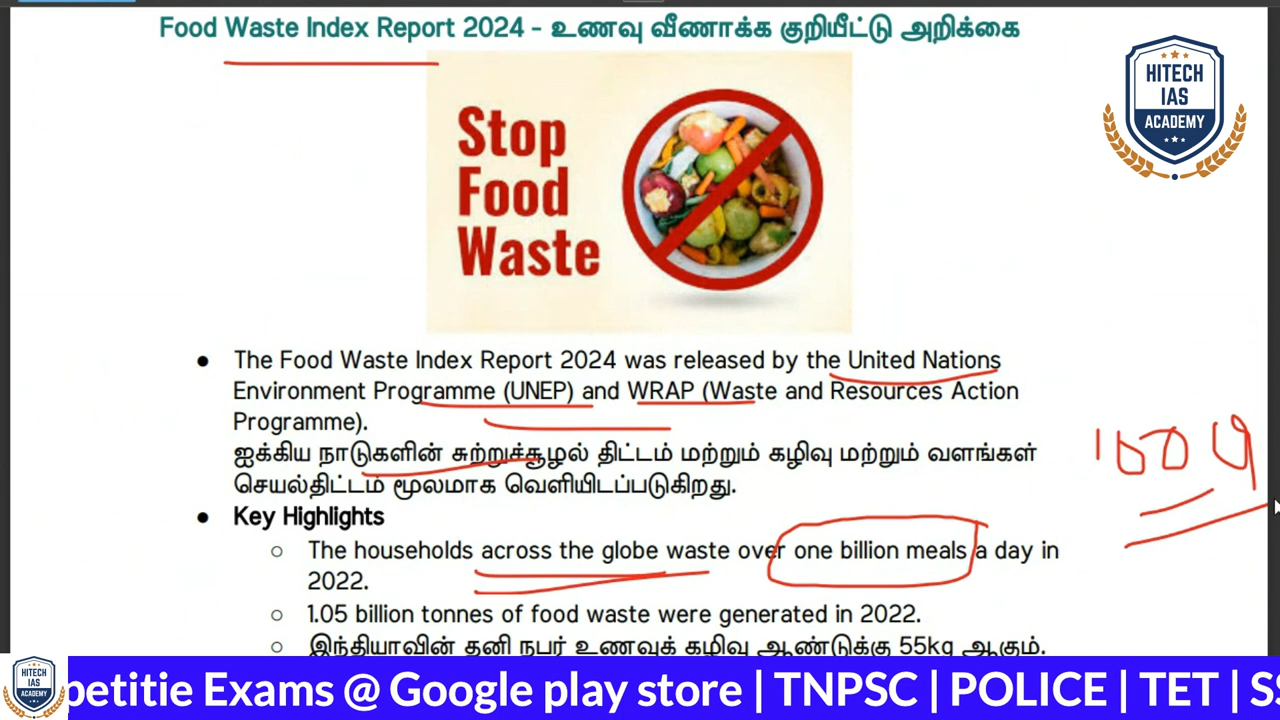 Food Waste Index Report 2024 - உணவு வீணாக்க குறியீட்டு அறிக்கை
HITECH
IAS
ACADEMY
Stop
Food
Waste
● The Food Waste Index Report 2024 was released by the United Nations
Environment Programme (UNEP) and WRAP (Waste and Resources Action
Programme).
ஐக்கிய நாடுகளின் சுற்றுச்சூழல் திட்டம் மற்றும் கழிவு மற்றும் வளங்கள்
செயல்திட்டம் மூலமாக வெளியிடப்படுகிறது.
● Key Highlights
○ The households across the globe waste over one billion meals a day in
2022.
○ 1.05 billion tonnes of food waste were generated in 2022.
○ இந்தியாவின் தனி நபர் உணவுக் கழிவு ஆண்டுக்கு 55kg ஆகும்.
HITECH
IAS
ACADEMY
petitie Exams @ Google play store | TNPSC | POLICE | TET | Ss